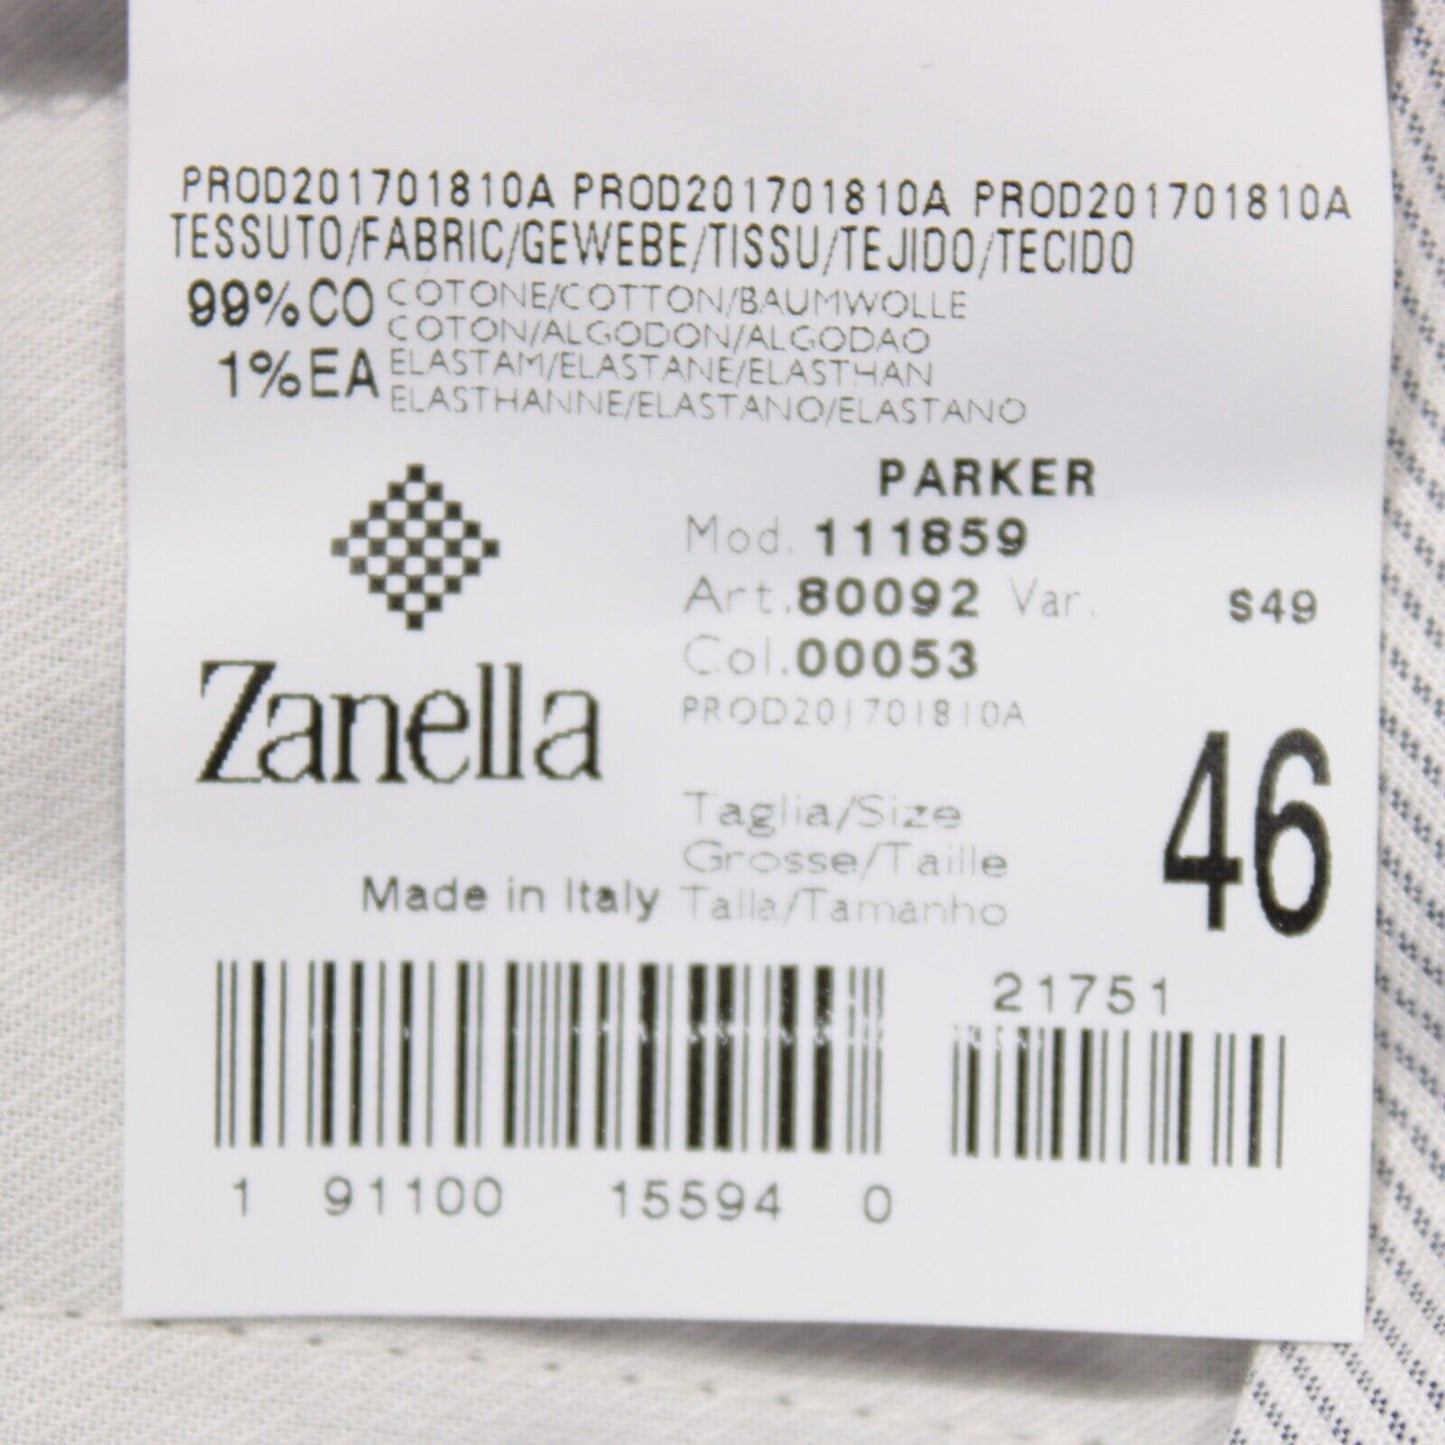 PROD201701810A PROD201701810A PROD201701810A
TESSUTO/FABRIC/GEWEBE/TISSU/TEJIDO/TECIDO
99%CO COTONE/COTTON/BAUMWOLLE
COTON/ALGODON/ALGODAO
1%EA ELASTAM/ELASTANE/ELASTHAN
ELASTHANNE/ELASTANO/ELASTANO
PARKER
Mod. 111859
Art.80092 Var. S49
Col.00053
PROD201701810A
Zanella
Taglia/Size
Grosse/Taille
Talla/Tamanho
46
Made in Italy
21751
1 91100 15594 0